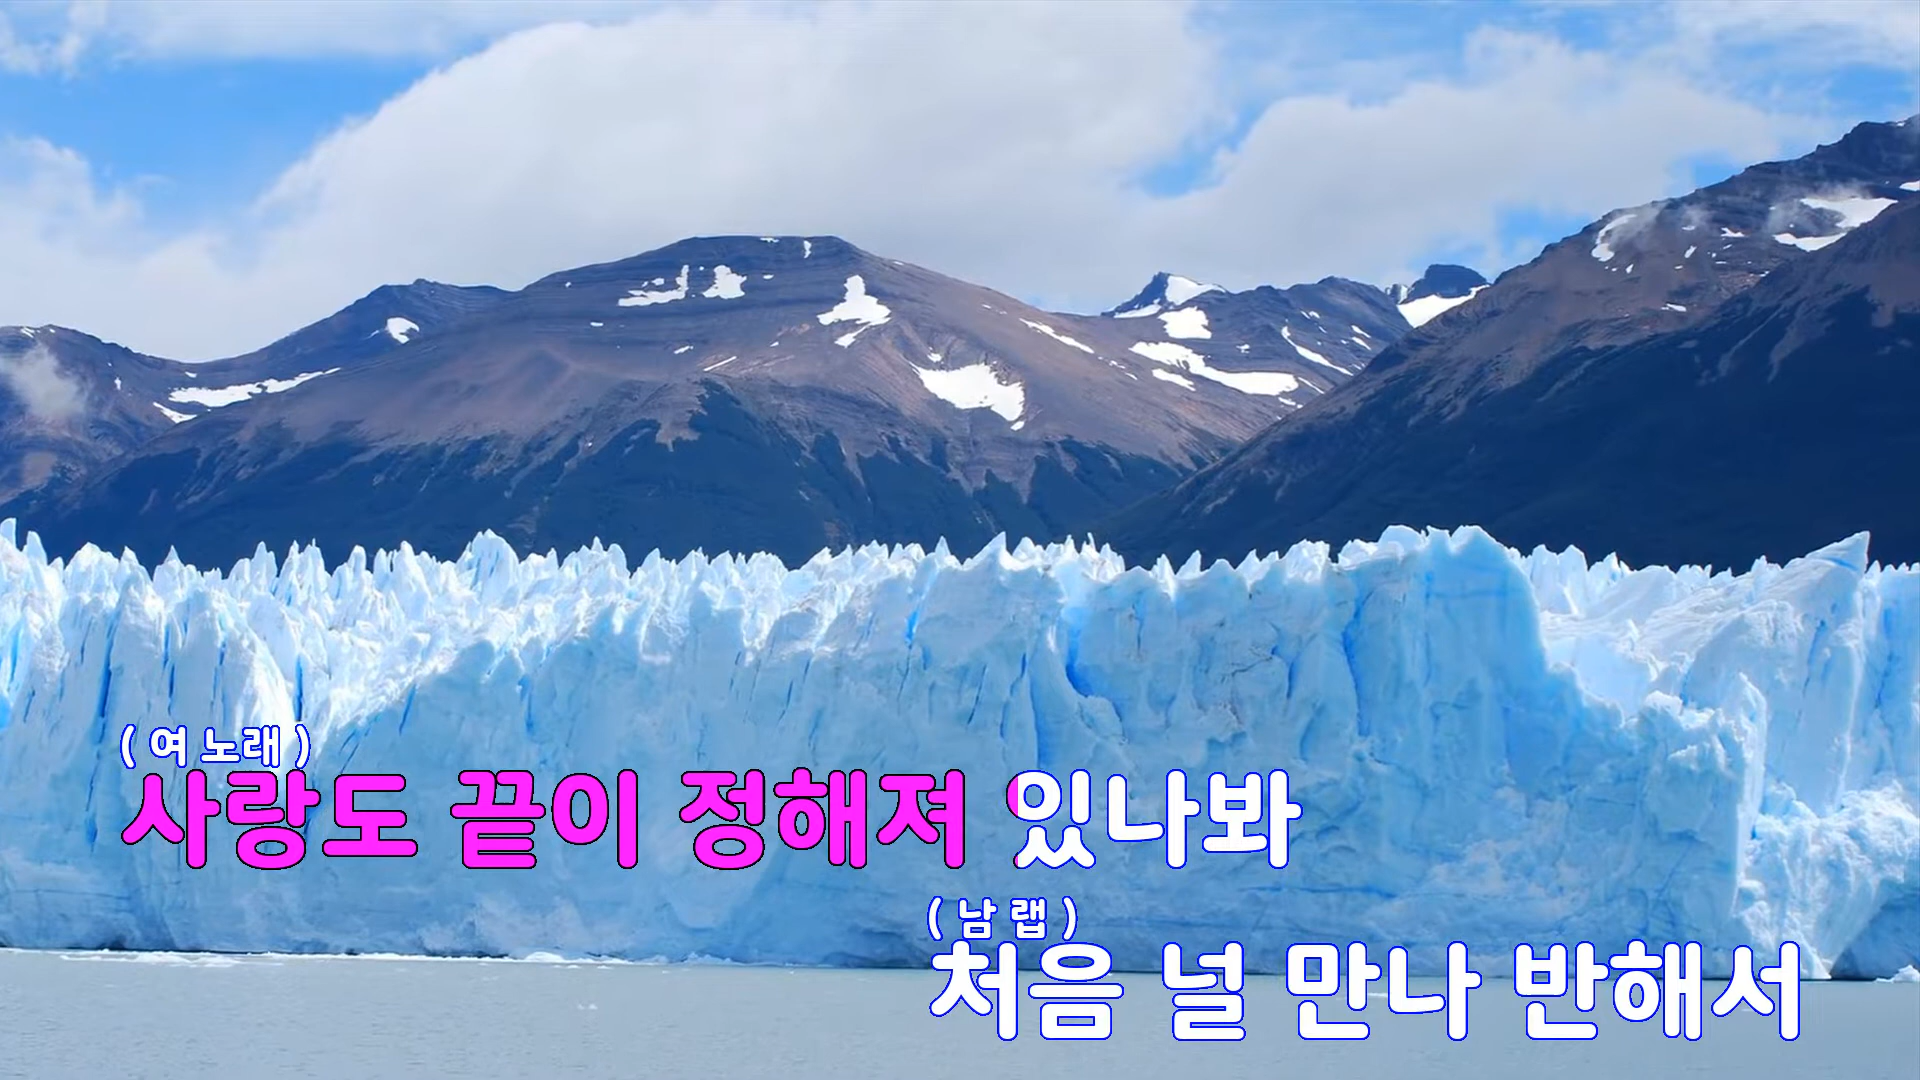 ( 여 노래 )
사랑도 끝이 정해져 있나봐
( 남 랩 )
처음 널 만나 반해서